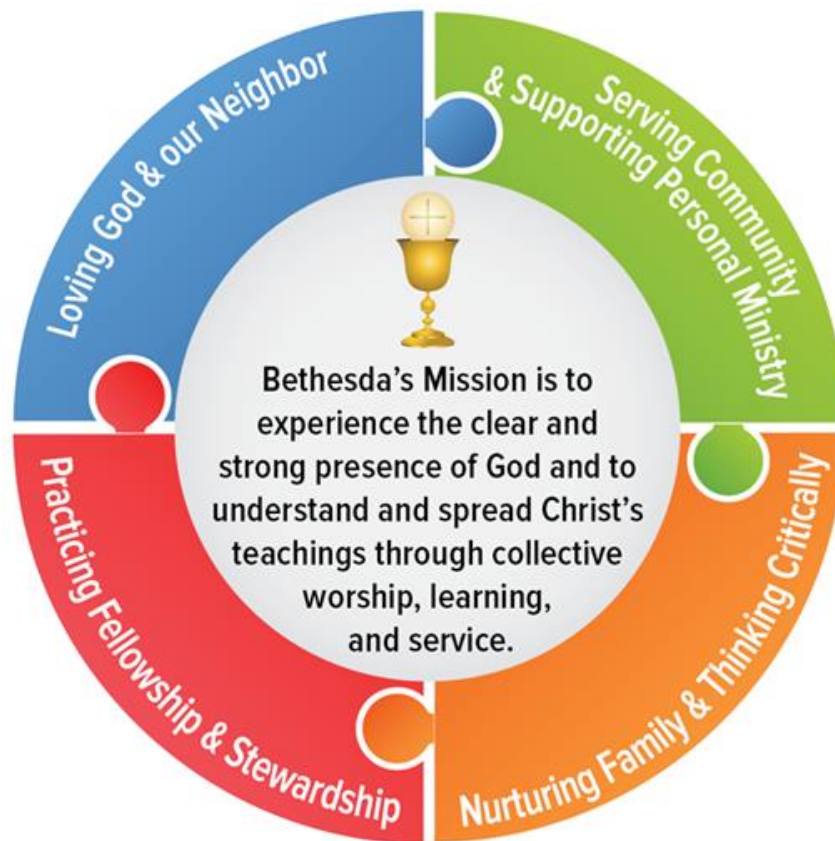 Loving God & our Neighbor
Serving Community
& Supporting Personal Ministry
Bethesda’s Mission is to
experience the clear and
strong presence of God and to
understand and spread Christ’s
teachings through collective
worship, learning,
and service.
Practicing Fellowship & Stewardship
Nurturing Family & Thinking Critically